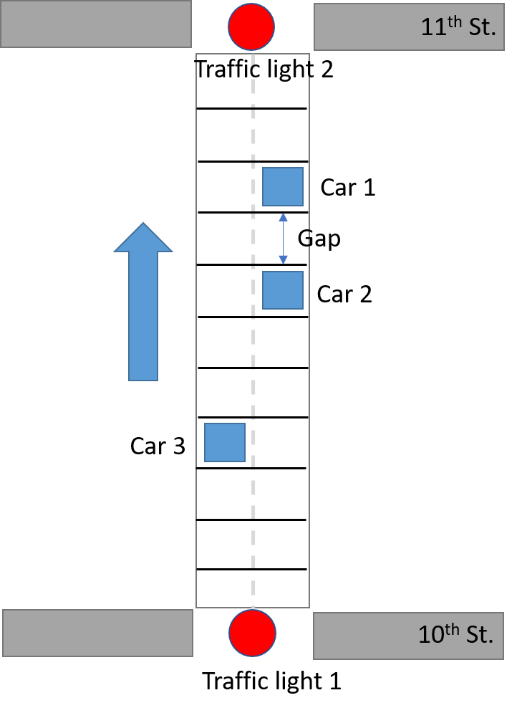 11th St.
Traffic light 2
Car 1
Gap
Car 2
Car 3
10th St.
Traffic light 1